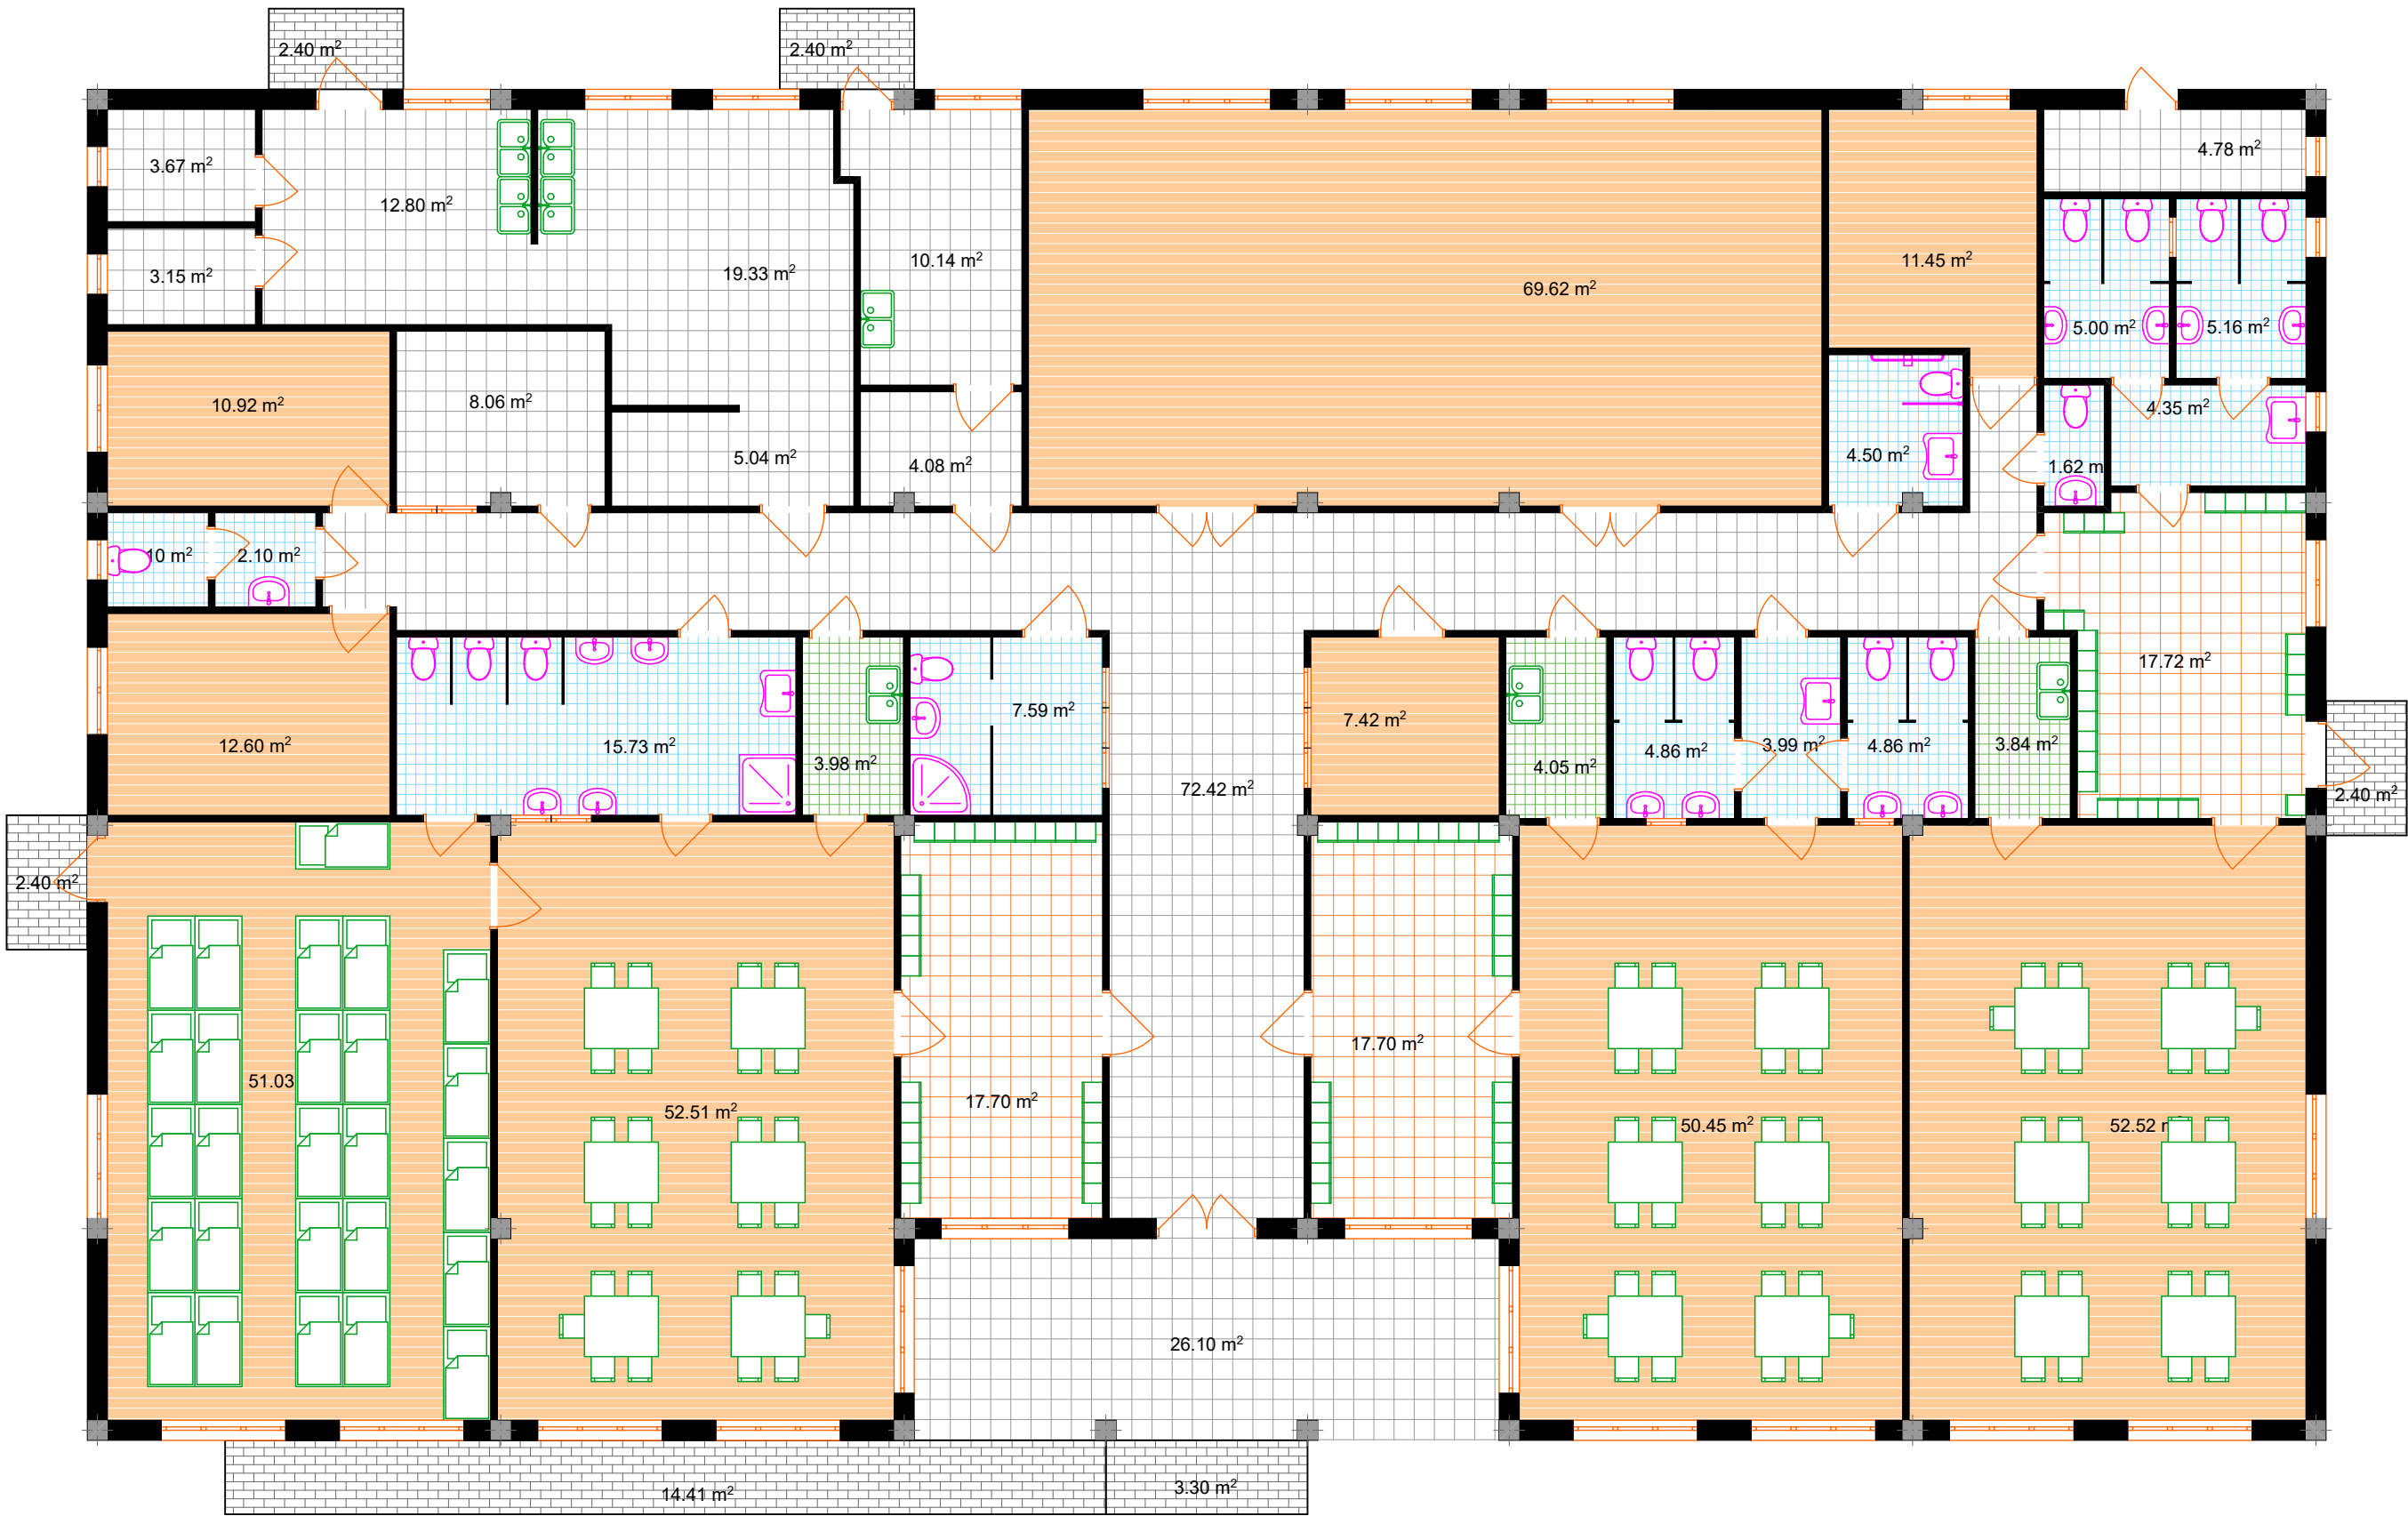 2.40 m²
2.40 m²
3.67 m²
12.80 m²
3.15 m²
19.33 m²
10.14 m²
69.62 m²
11.45 m²
4.78 m²
5.00 m²
5.16 m²
10.92 m²
8.06 m²
5.04 m²
4.08 m²
4.50 m²
4.35 m²
1.62 m
10 m²
2.10 m²
12.60 m²
15.73 m²
3.98 m²
7.59 m²
72.42 m²
7.42 m²
4.05 m²
4.86 m²
3.99 m²
4.86 m²
3.84 m²
17.72 m²
2.40 m²
2.40 m²
51.03
52.51 m²
17.70 m²
17.70 m²
50.45 m²
52.52
26.10 m²
14.41 m²
3.30 m²